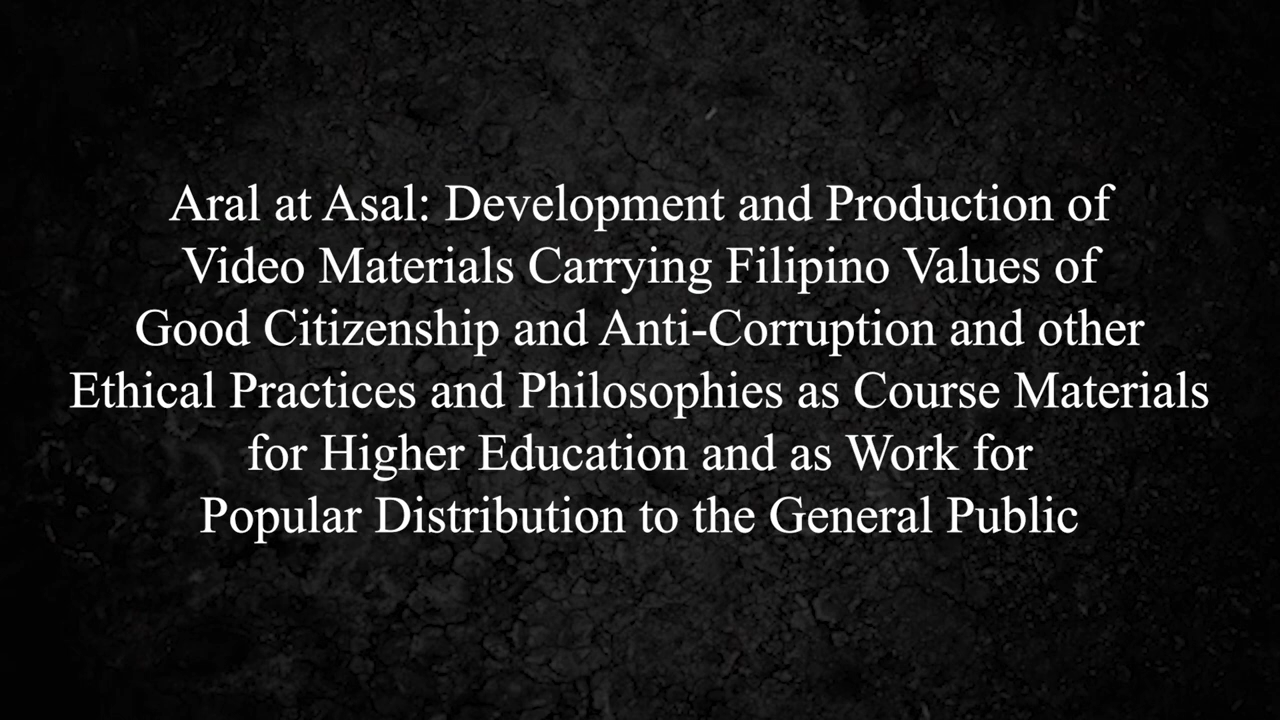 Aral at Asal: Development and Production of
Video Materials Carrying Filipino Values of
Good Citizenship and Anti-Corruption and other
Ethical Practices and Philosophies as Course Materials
for Higher Education and as Work for
Popular Distribution to the General Public